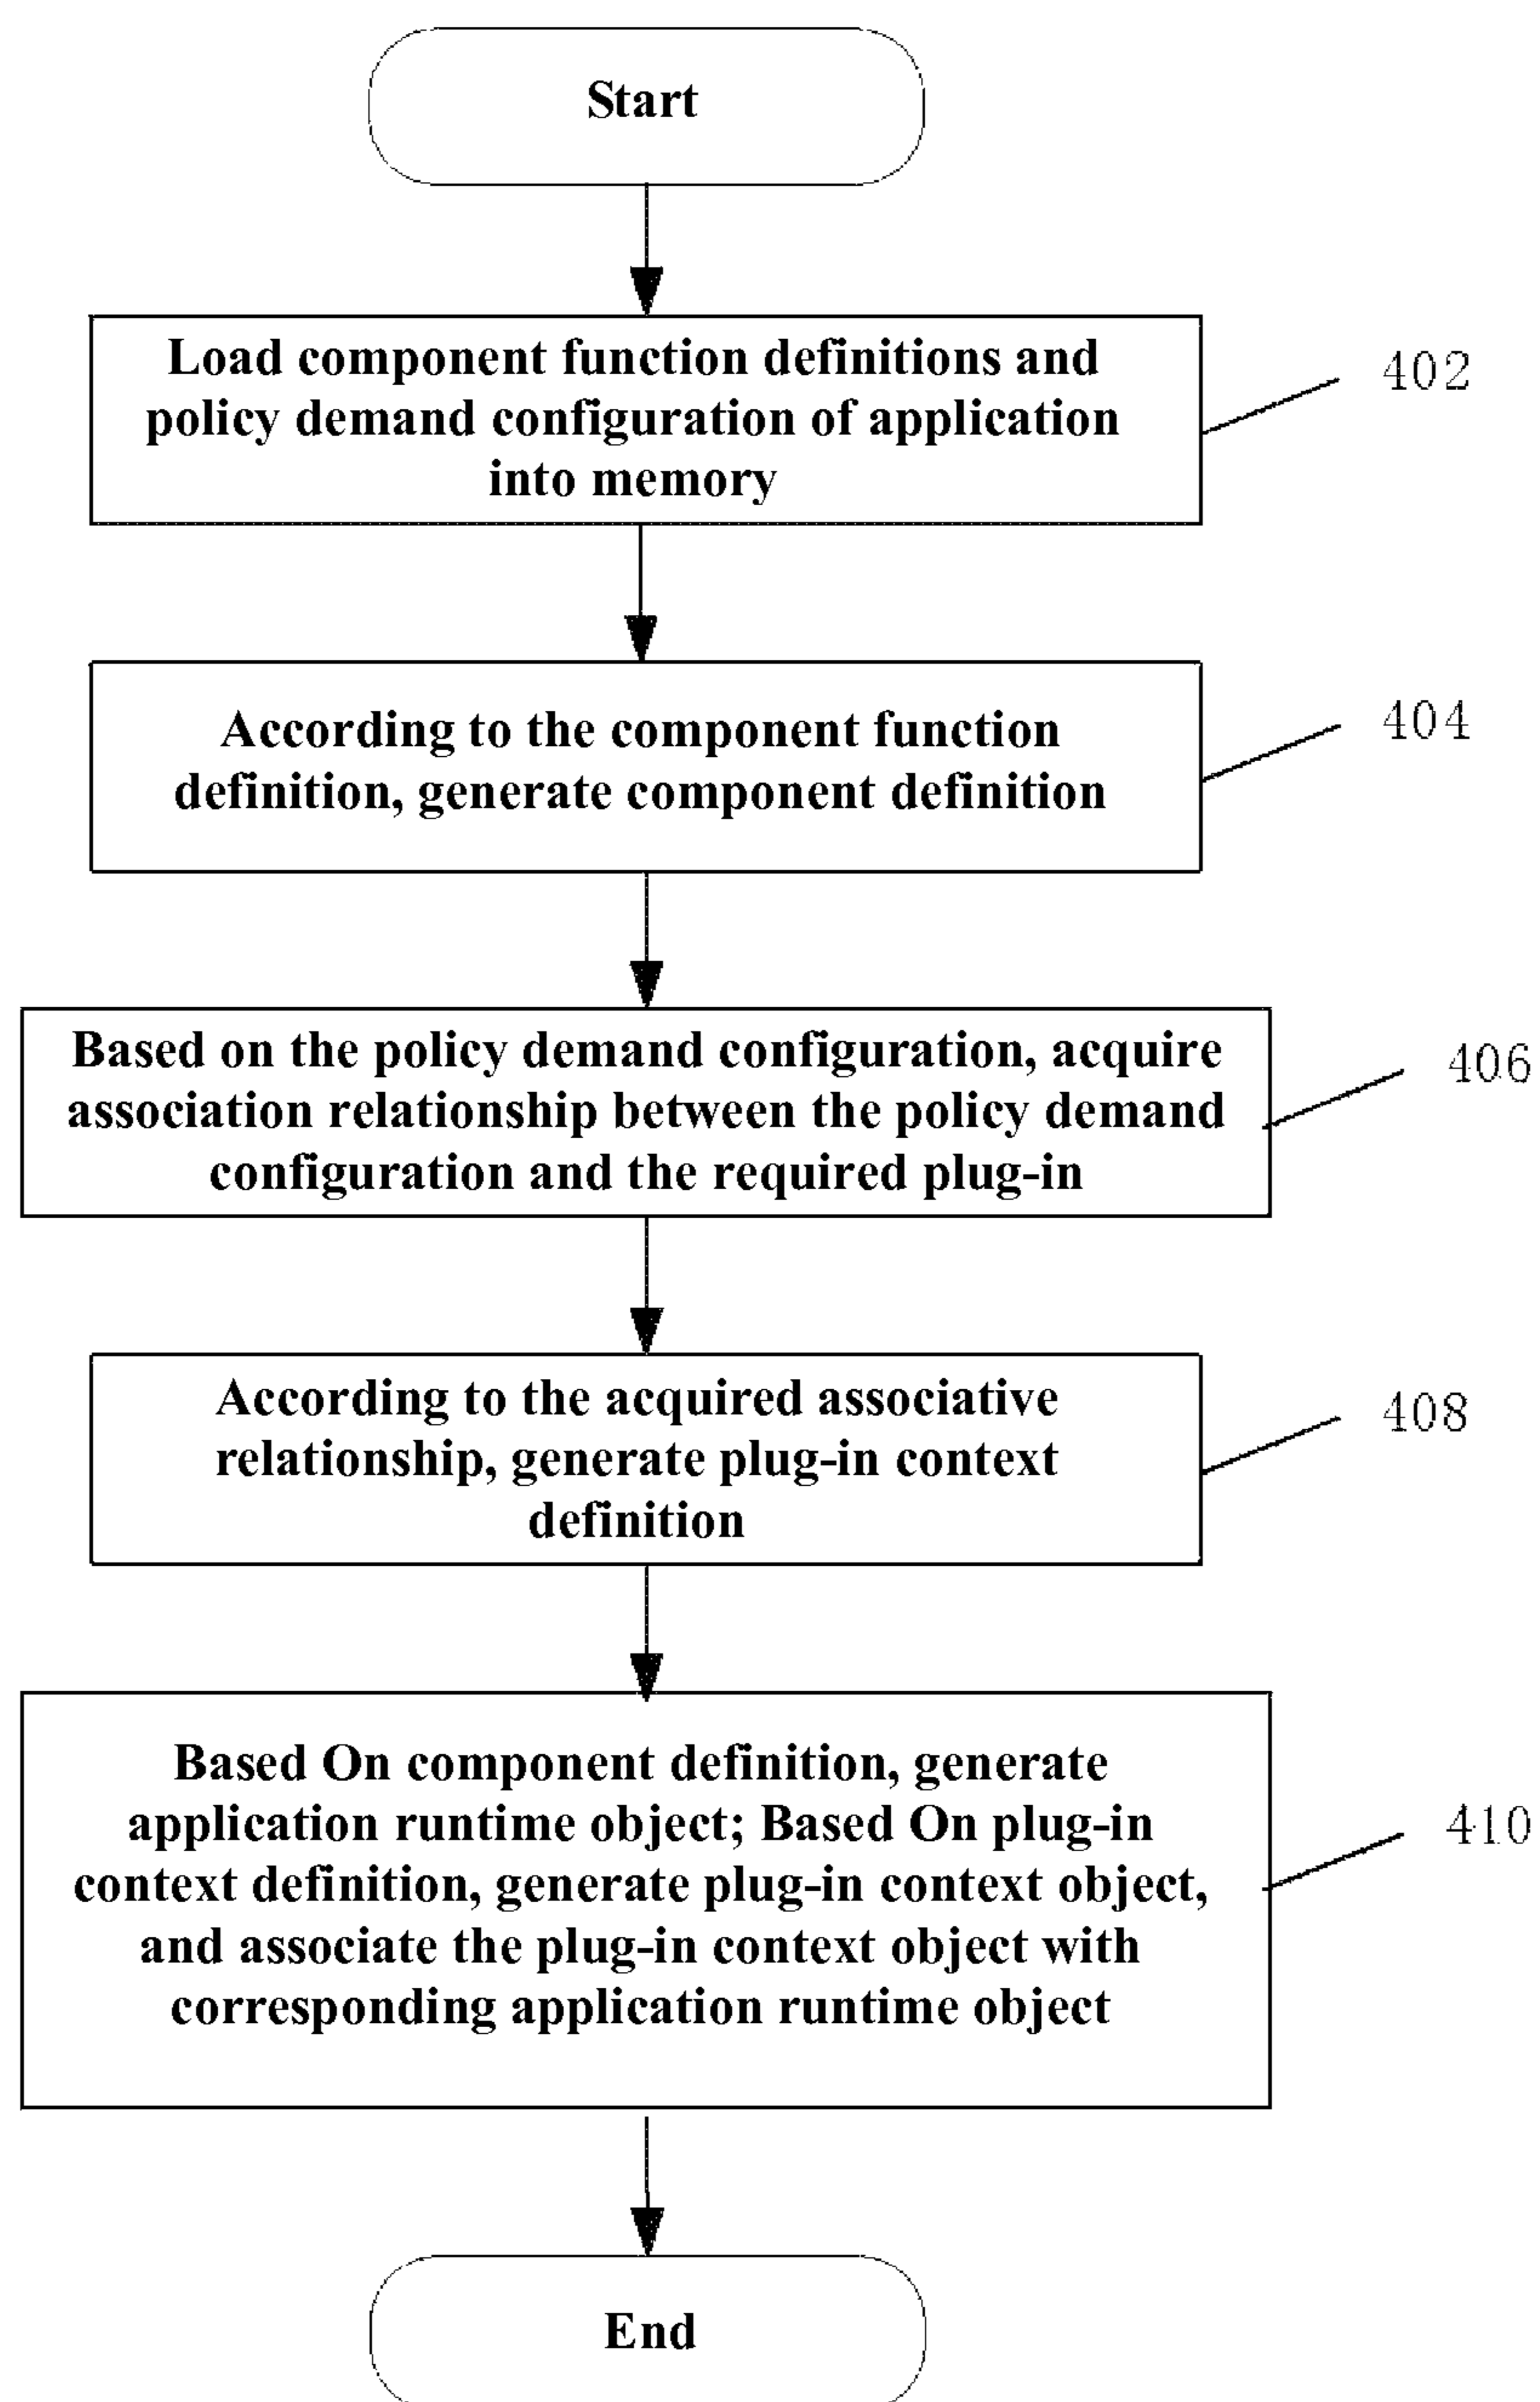 Start
Load component function definitions and
policy demand configuration of application
into memory
402
According to the component function
definition, generate component definition
404
Based on the policy demand configuration, acquire
association relationship between the policy demand
configuration and the required plug-in
406
According to the acquired associative
relationship, generate plug-in context
definition
408
Based On component definition, generate
application runtime object; Based On plug-in
context definition, generate plug-in context object,
and associate the plug-in context object with
corresponding application runtime object
410
End